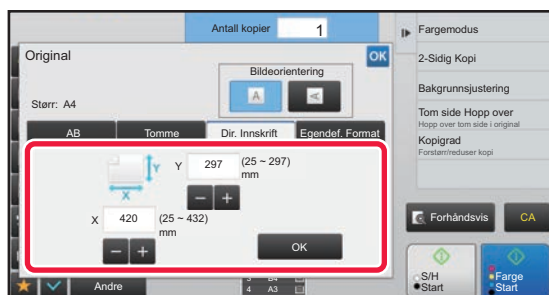 Antall kopier 1
Original
OK
Bildeorientering
A
A
Størr: A4
AB
Tomme
Dir. Innskrift
Egendef. Format
Y
Y 297 (25 ~ 297)
mm
X
X 420 (25 ~ 432)
mm
OK
Andre
4 A3
Fargemodus
2-Sidig Kopi
Bakgrunnsjustering
Tom side Hopp over
Hopp over tom side i original
Kopigrad
Forstørr/reduser kopi
Forhåndsvis
CA
S/H
Start
Farge
Start